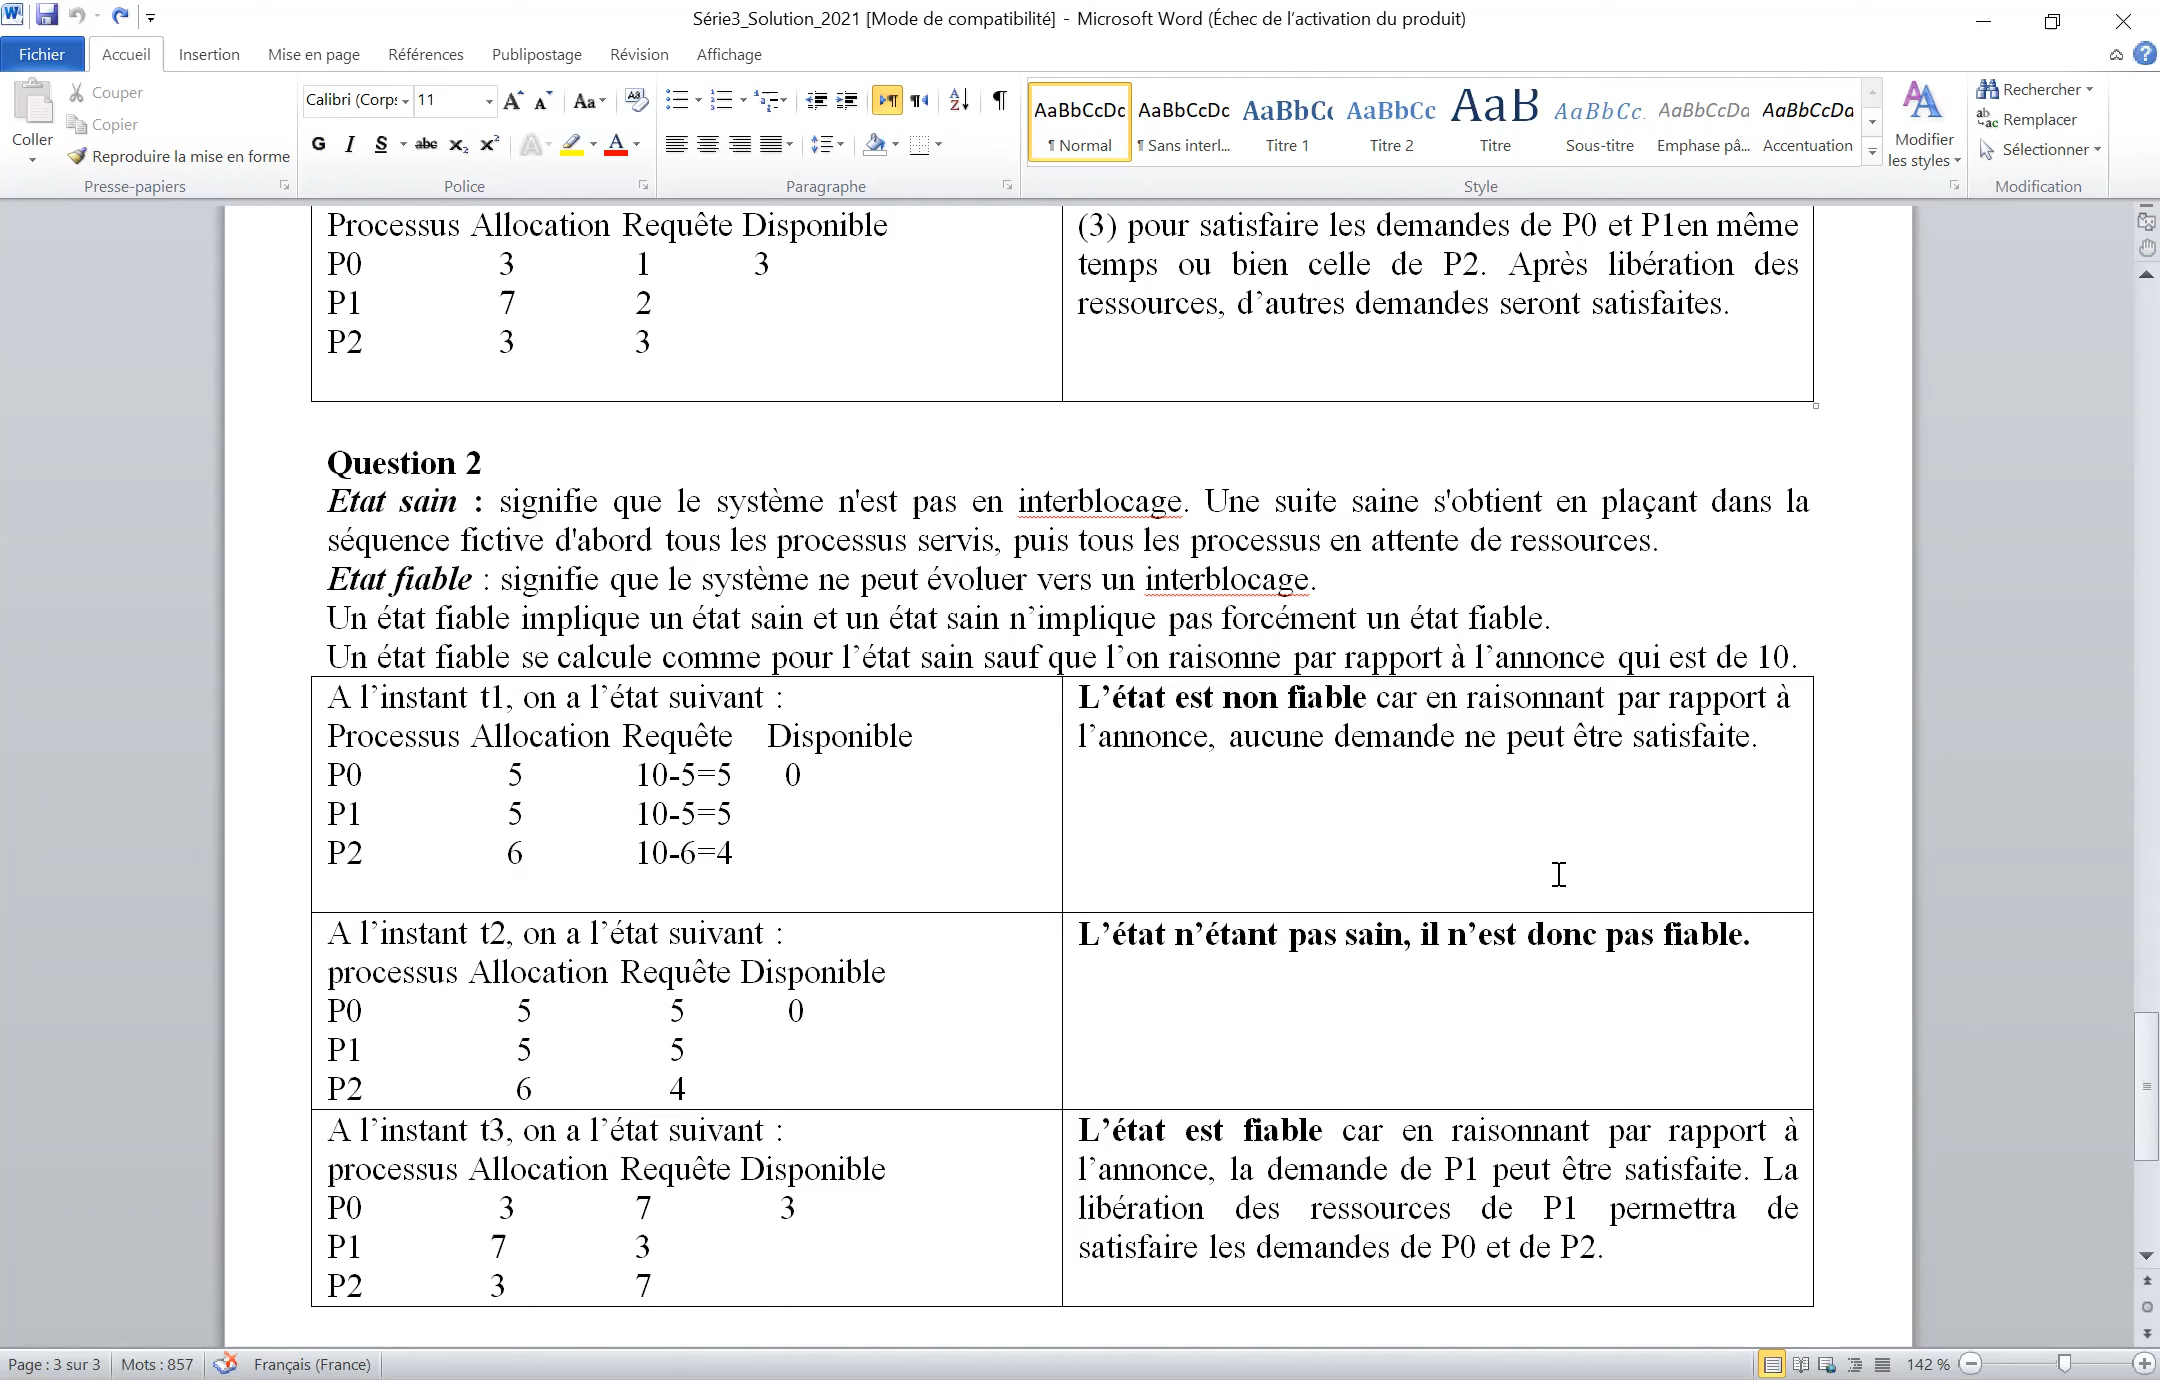 Série3_Solution_2021 [Mode de compatibilité] - Microsoft Word (Échec de l'activation du produit)
Fichier Accueil Insertion Mise en page Références Publipostage Révision Affichage
Coller
Couper
Copier
Reproduire la mise en forme
Presse-papiers
Calibri (Corps 11
G I S abc x₂ x²
Police
Paragraphe
AaBbCcDc AaBbCcDc AaBbC AaBbCc AaB AaBbCc. AaBbCcDa AaBbCcDa
¶ Normal ¶ Sans interl... Titre 1 Titre 2 Titre Sous-titre Emphase pâ... Accentuation
Style
Modifier les styles
Rechercher
Remplacer
Sélectionner
Modification
Processus Allocation Requête Disponible
P0 3 1 3
P1 7 2
P2 3 3
(3) pour satisfaire les demandes de P0 et P1en même
temps ou bien celle de P2. Après libération des
ressources, d’autres demandes seront satisfaites.
Question 2
Etat sain : signifie que le système n'est pas en interblocage. Une suite saine s'obtient en plaçant dans la
séquence fictive d'abord tous les processus servis, puis tous les processus en attente de ressources.
Etat fiable : signifie que le système ne peut évoluer vers un interblocage.
Un état fiable implique un état sain et un état sain n’implique pas forcément un état fiable.
Un état fiable se calcule comme pour l’état sain sauf que l’on raisonne par rapport à l’annonce qui est de 10.
A l’instant t1, on a l’état suivant :
Processus Allocation Requête Disponible
P0 5 10-5=5 0
P1 5 10-5=5
P2 6 10-6=4
L’état est non fiable car en raisonnant par rapport à
l’annonce, aucune demande ne peut être satisfaite.
A l’instant t2, on a l’état suivant :
processus Allocation Requête Disponible
P0 5 5 0
P1 5 5
P2 6 4
L’état n’étant pas sain, il n’est donc pas fiable.
A l’instant t3, on a l’état suivant :
processus Allocation Requête Disponible
P0 3 7 3
P1 7 3
P2 3 7
L’état est fiable car en raisonnant par rapport à
l’annonce, la demande de P1 peut être satisfaite. La
libération des ressources de P1 permettra de
satisfaire les demandes de P0 et de P2.
Page : 3 sur 3 Mots : 857 Français (France) 142 %